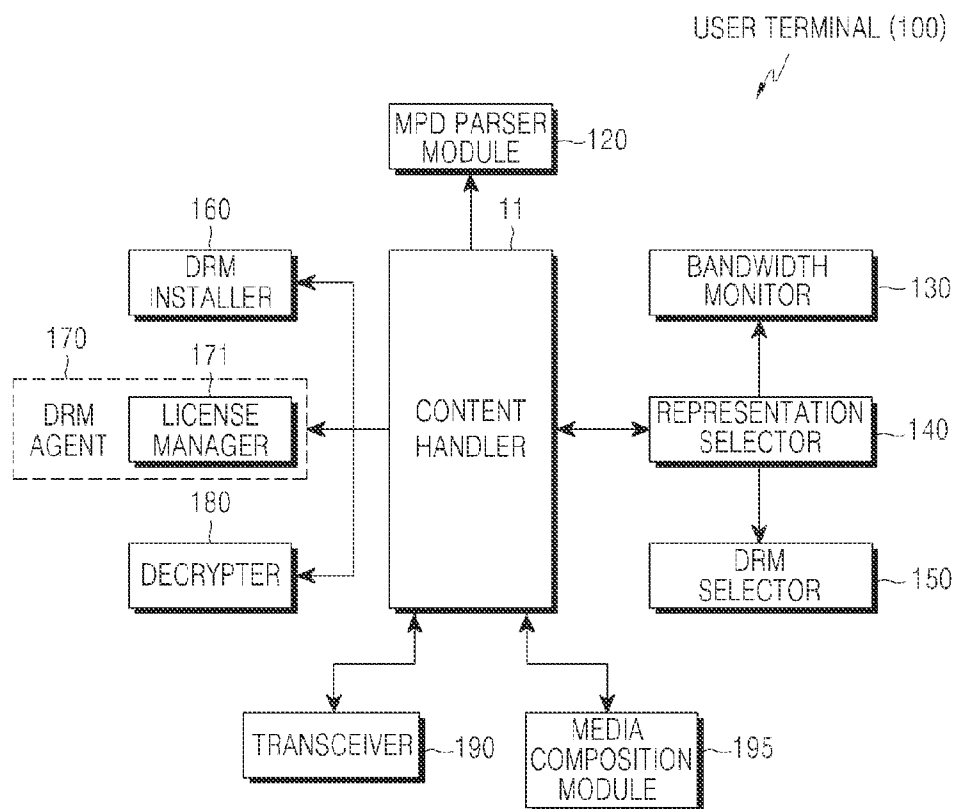 USER TERMINAL (100)
MPD PARSER
MODULE
120
160
11
DRM
INSTALLER
BANDWIDTH
MONITOR
130
170
171
DRM
AGENT
LICENSE
MANAGER
CONTENT
HANDLER
REPRESENTATION
SELECTOR
140
180
DECRYPTER
DRM
SELECTOR
150
TRANSCEIVER
190
MEDIA
COMPOSITION
MODULE
195